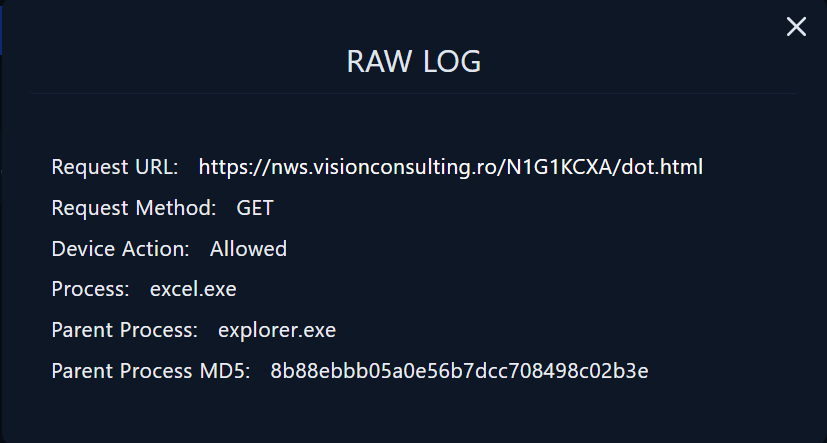 RAW LOG
Request URL: https://nws.visionconsulting.ro/N1G1KCXA/dot.html
Request Method: GET
Device Action: Allowed
Process: excel.exe
Parent Process: explorer.exe
Parent Process MD5: 8b88ebbb05a0e56b7dcc708498c02b3e